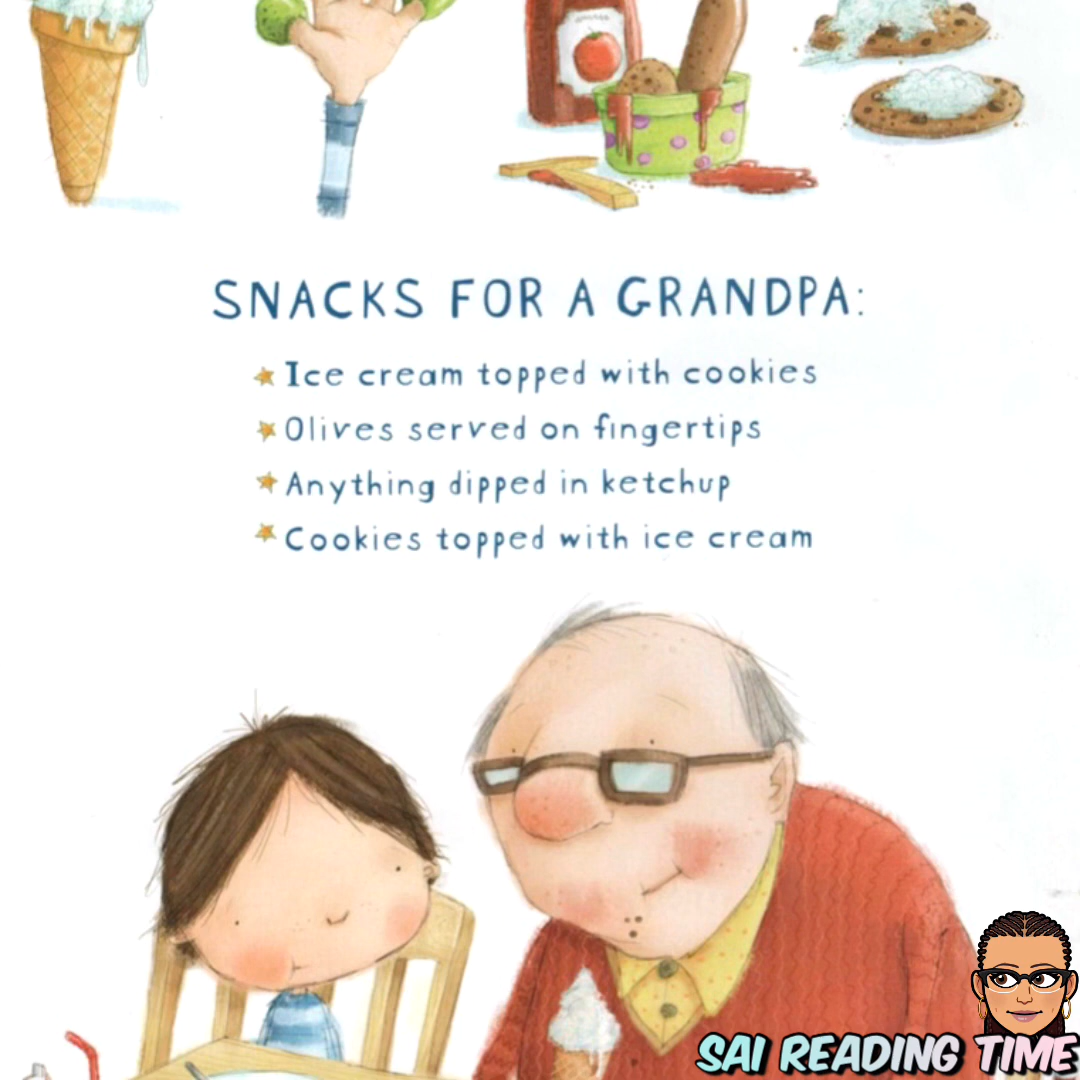 SNACKS FOR A GRANDPA:
Ice cream topped with cookies
Olives served on fingertips
Anything dipped in ketchup
Cookies topped with ice cream
SAI READING TIME